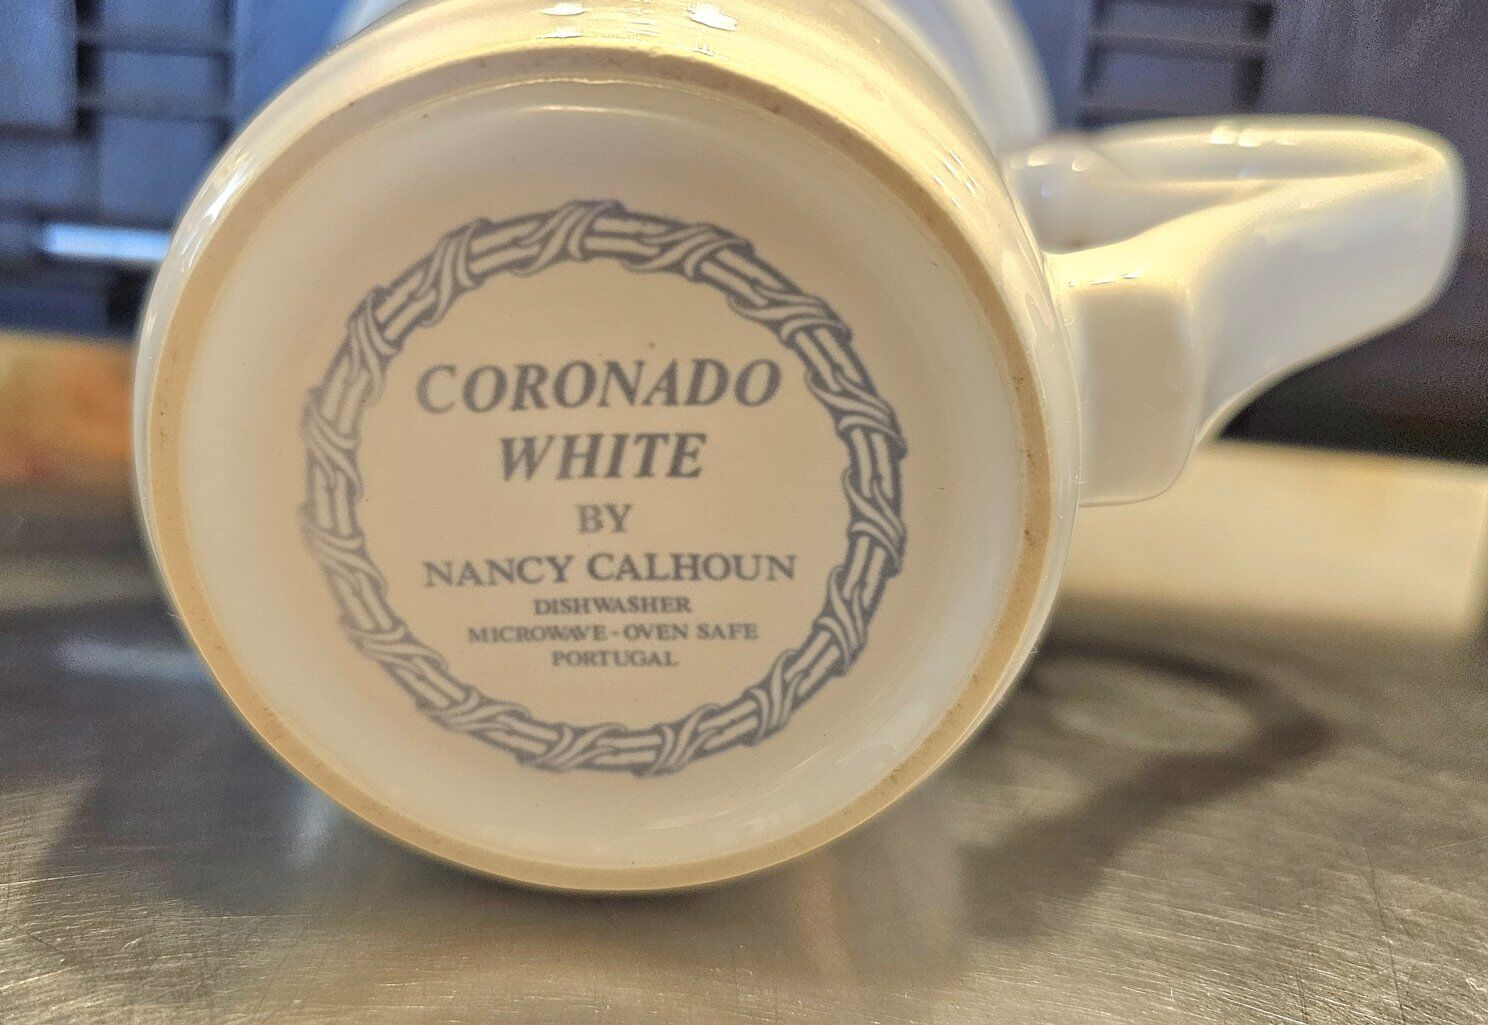 CORONADO
WHITE
BY
NANCY CALHOUN
DISHWASHER
MICROWAVE - OVEN SAFE
PORTUGAL